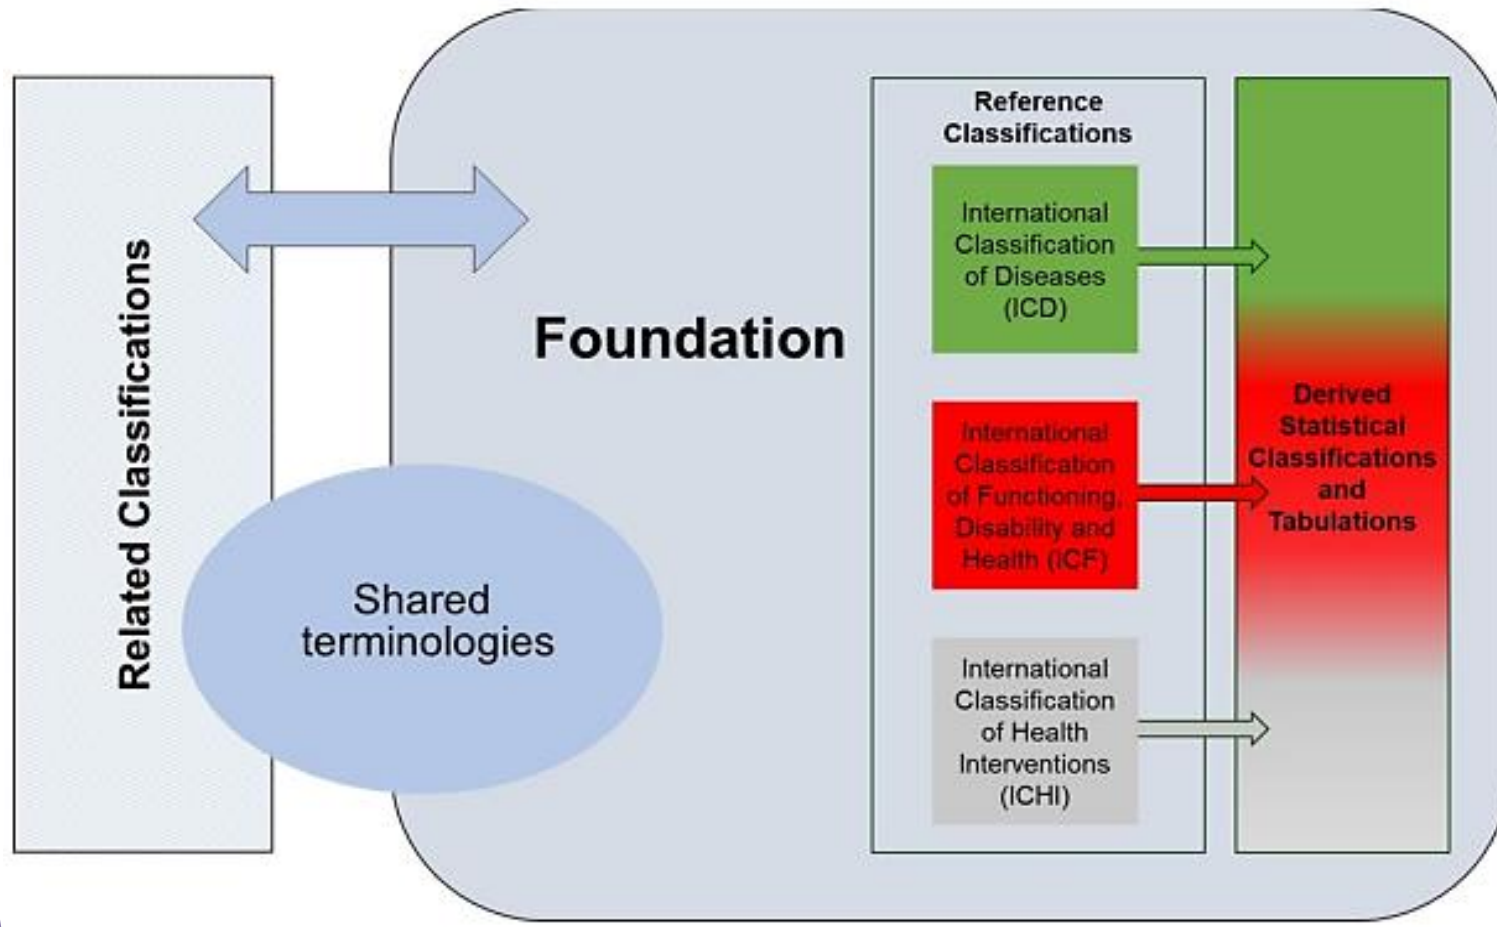 Related Classifications
Foundation
Shared
terminologies
Reference
Classifications
International
Classification
of Diseases
(ICD)
International
Classification
of Functioning,
Disability and
Health (ICF)
International
Classification
of Health
Interventions
(ICHI)
Derived
Statistical
Classifications
and
Tabulations